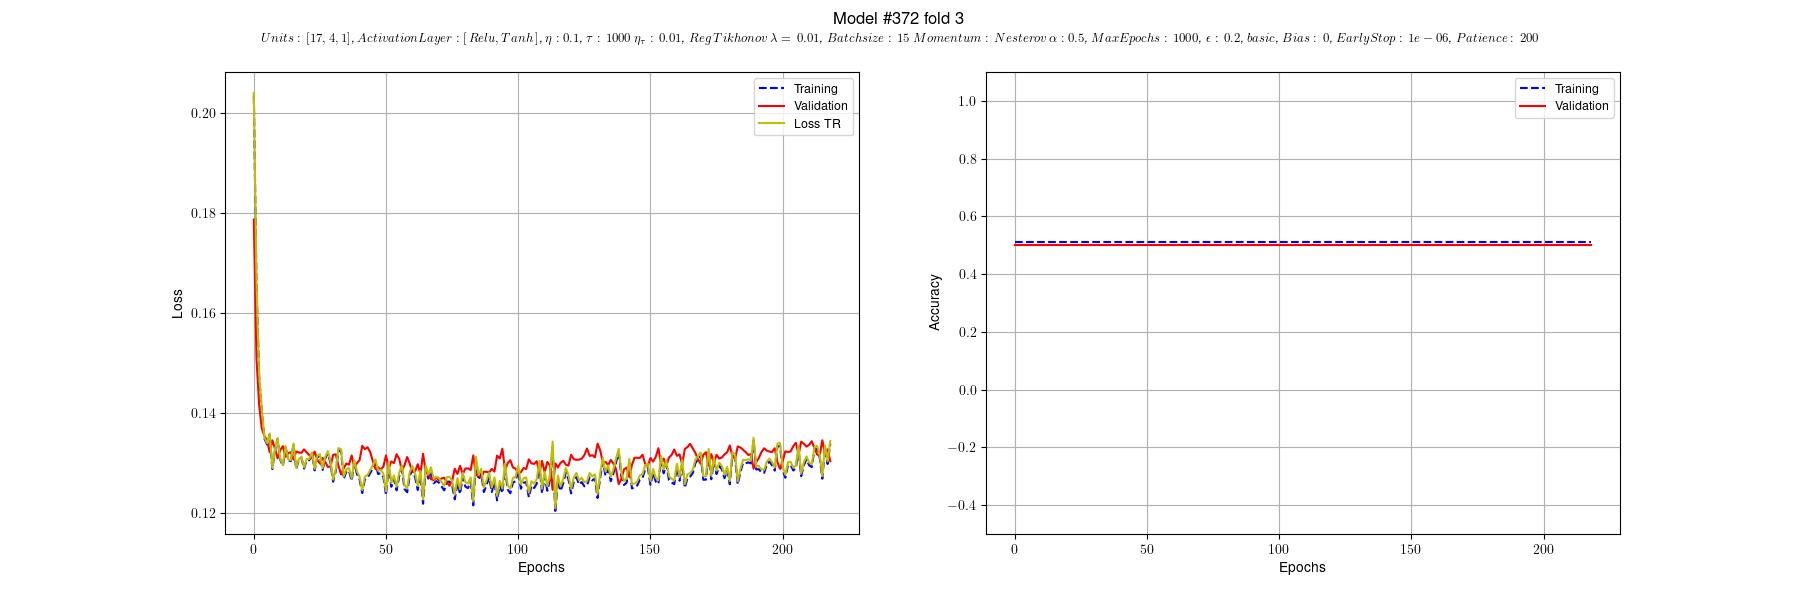 Model #372 fold 3
Units : [17, 4, 1], ActivationLayer : [ Relu, Tanh], η : 0.1, τ : 1000 ητ : 0.01, Reg Tikhonov λ = 0.01, Batchsize : 15 Momentum : Nesterov α : 0.5, MaxEpochs : 1000, ϵ : 0.2, basic, Bias : 0, EarlyStop : 1e − 06, Patience : 200
Training
Validation
Loss TR
0.20
0.18
0.16
0.14
0.12
Loss
0 50 100 150 200
Epochs
Training
Validation
1.0
0.8
0.6
0.4
0.2
0.0
−0.2
−0.4
Accuracy
0 50 100 150 200
Epochs